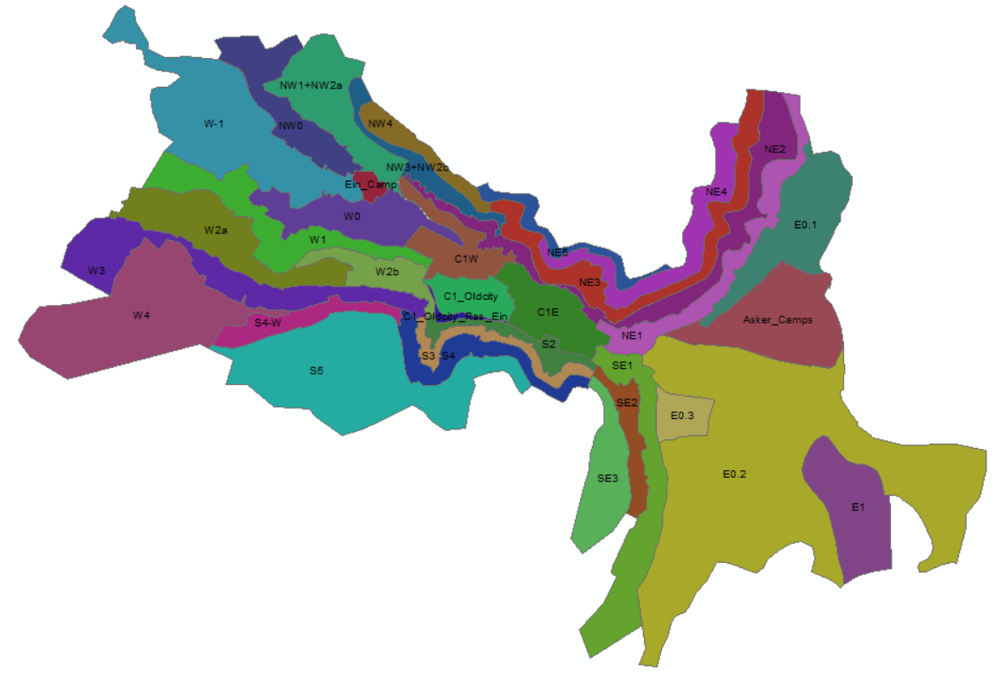 NW1+NW2a
W-1
NW0
NW4
NE2
NW3+NW2b
Ein_Camp
NE4
W0
E0.1
W2a
W1
NE5
C1W
W3
W2b
NE3
C1_Oldcity
C1E
W4
C1_Oldcity_Ras_Ein
Asker_Camps
S4-W
NE1
S2
S3
S4
SE1
S5
SE2
E0.3
E0.2
SE3
E1